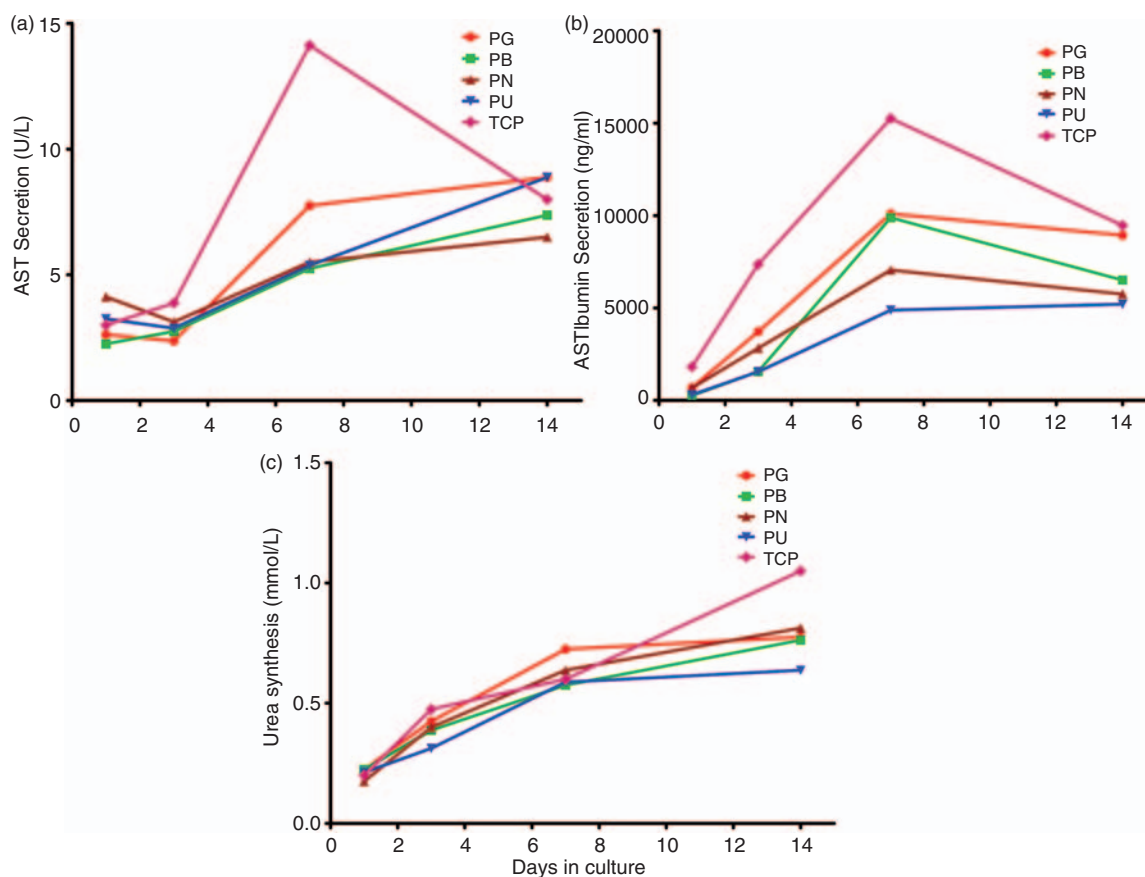 (a)
AST Secretion (U/L)
15
10
5
0
0 2 4 6 8 10 12 14
PG
PB
PN
PU
TCP
(b)
ASTlbumin Secretion (ng/ml)
20000
15000
10000
5000
0
0 2 4 6 8 10 12 14
PG
PB
PN
PU
TCP
(c)
Urea synthesis (mmol/L)
1.5
1.0
0.5
0.0
0 2 4 6 8 10 12 14
Days in culture
PG
PB
PN
PU
TCP